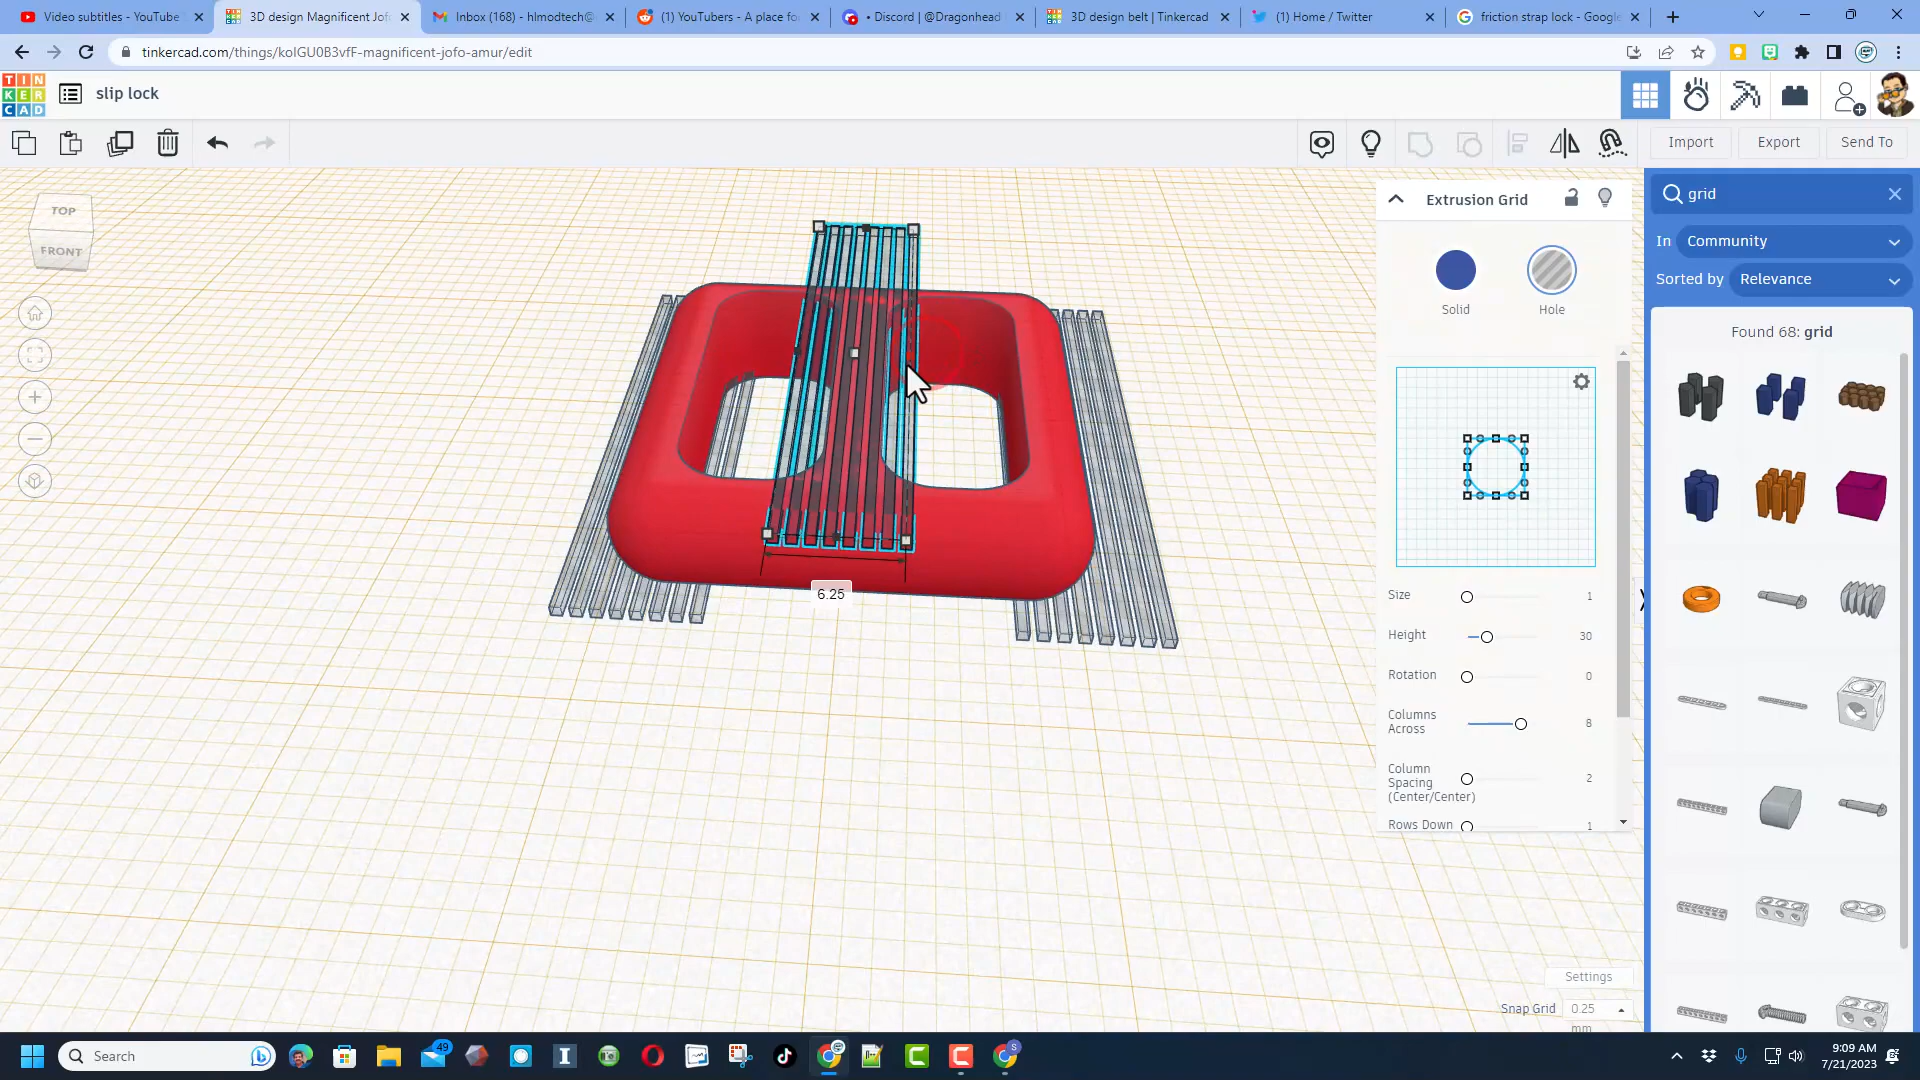 Video subtitles - YouTube
3D design Magnificent Jofo
Inbox (168) - hlmodtech@
(1) YouTubers - A place fo
• Discord | @Dragonhead
3D design belt | Tinkercad
(1) Home / Twitter
friction strap lock - Google
tinkercad.com/things/koIGU0B3vfF-magnificent-jofo-amur/edit
TIN
KER
CAD
slip lock
Import
Export
Send To
TOP
FRONT
6.25
Extrusion Grid
Solid
Hole
Size
1
Height
30
Rotation
0
Columns
Across
8
Column
Spacing
(Center/Center)
2
Rows Down
1
Settings
Snap Grid
0.25
mm
grid
In
Community
Sorted by
Relevance
Found 68: grid
Search
49
S
9:09 AM
7/21/2023